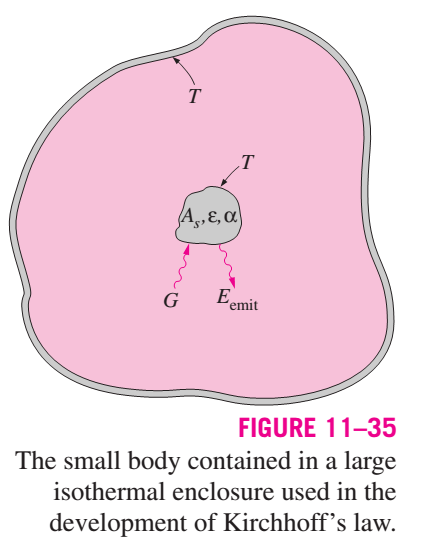 T
T
Aₛ, ε, α
G
E_emit
FIGURE 11–35
The small body contained in a large
isothermal enclosure used in the
development of Kirchhoff's law.